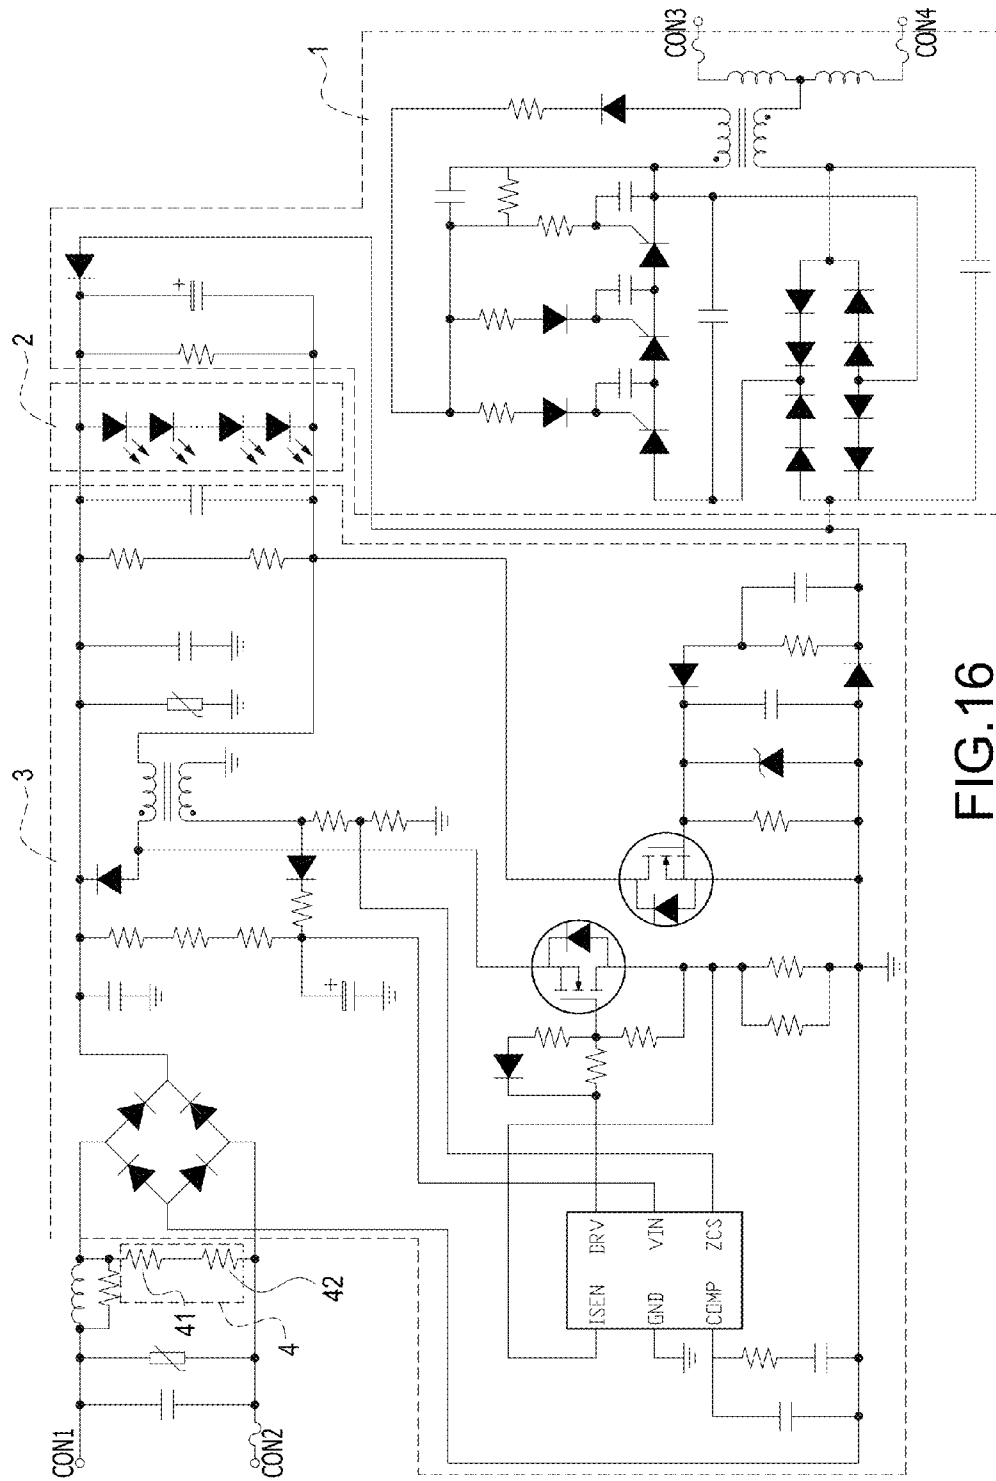 CON1
CON2
4
41
42
3
2
1
CON3
CON4
ISEN
DRV
GND
VIN
COMP
ZCS
+
+
FIG.16